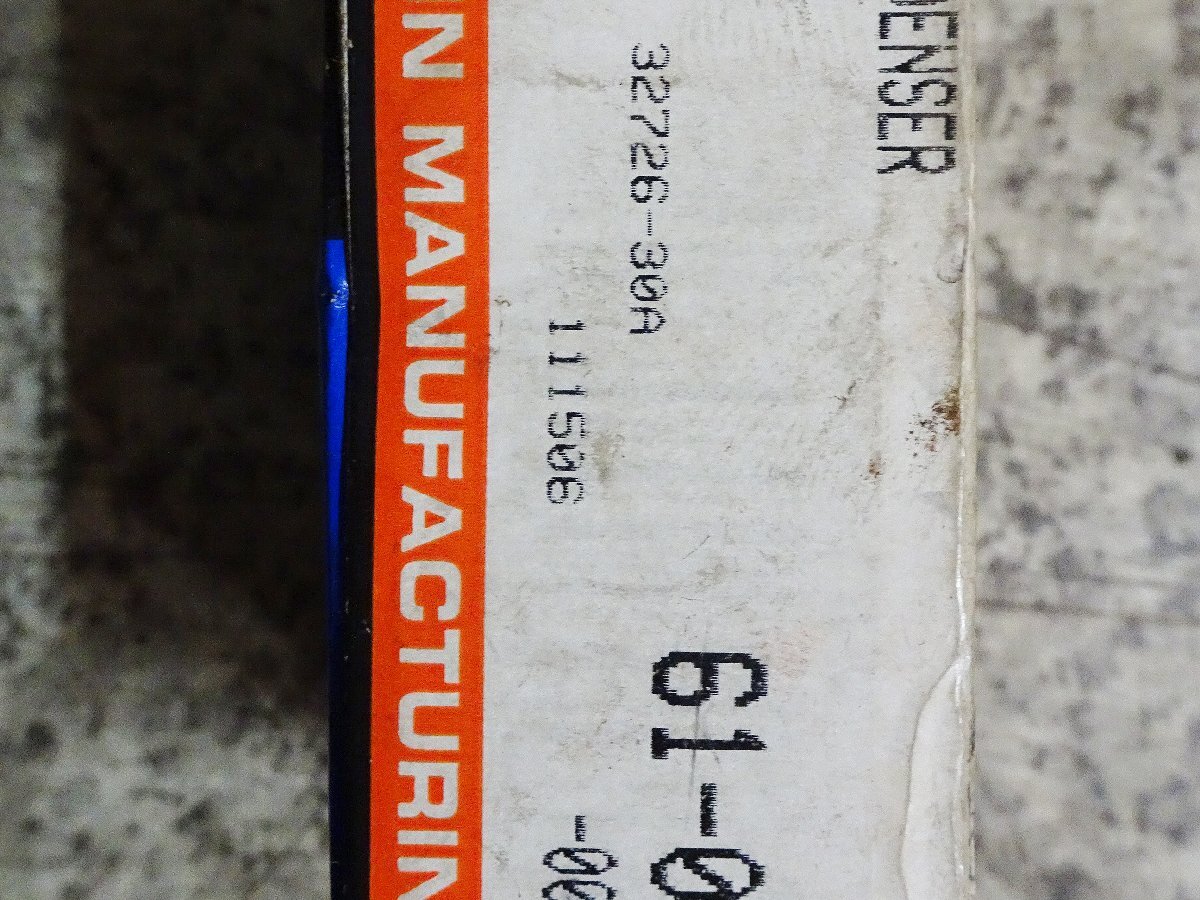 DENSER
32726-30A
61-0
111506
-00
N MANUFACTURIN